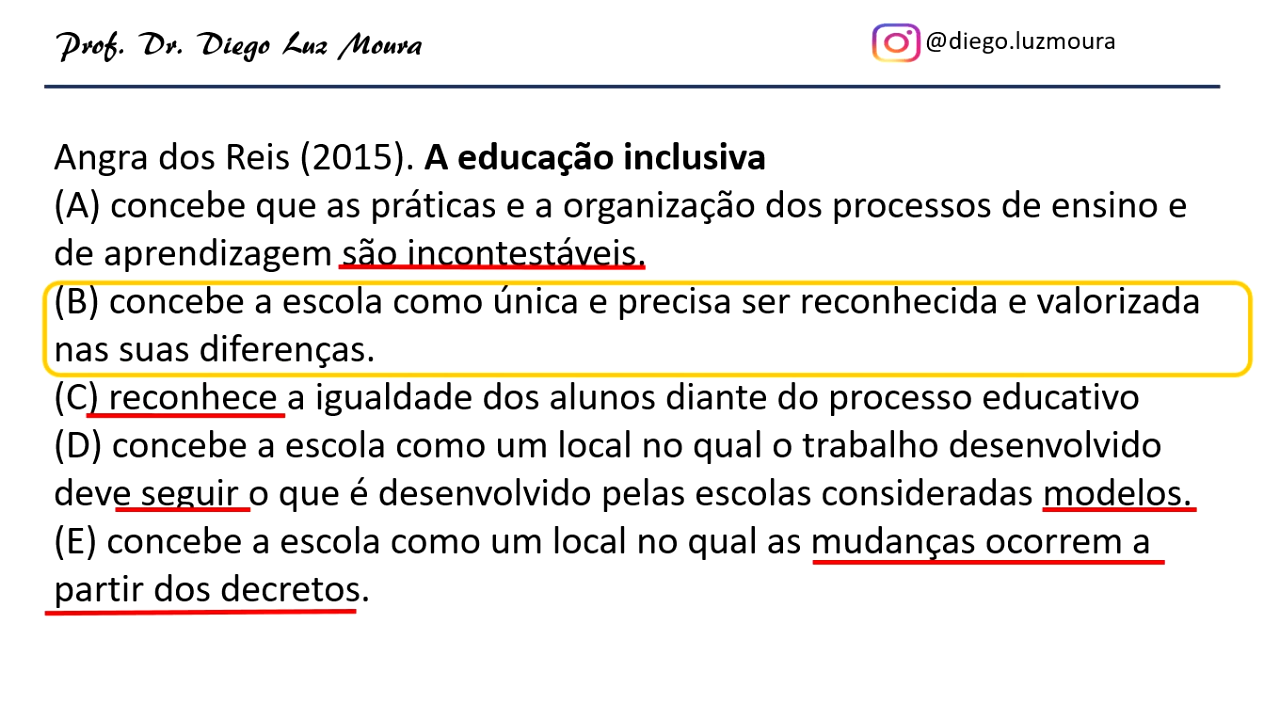 Prof. Dr. Diego Luz Moura
@diego.luzmoura
Angra dos Reis (2015). A educação inclusiva
(A) concebe que as práticas e a organização dos processos de ensino e
de aprendizagem são incontestáveis.
(B) concebe a escola como única e precisa ser reconhecida e valorizada
nas suas diferenças.
(C) reconhece a igualdade dos alunos diante do processo educativo
(D) concebe a escola como um local no qual o trabalho desenvolvido
deve seguir o que é desenvolvido pelas escolas consideradas modelos.
(E) concebe a escola como um local no qual as mudanças ocorrem a
partir dos decretos.